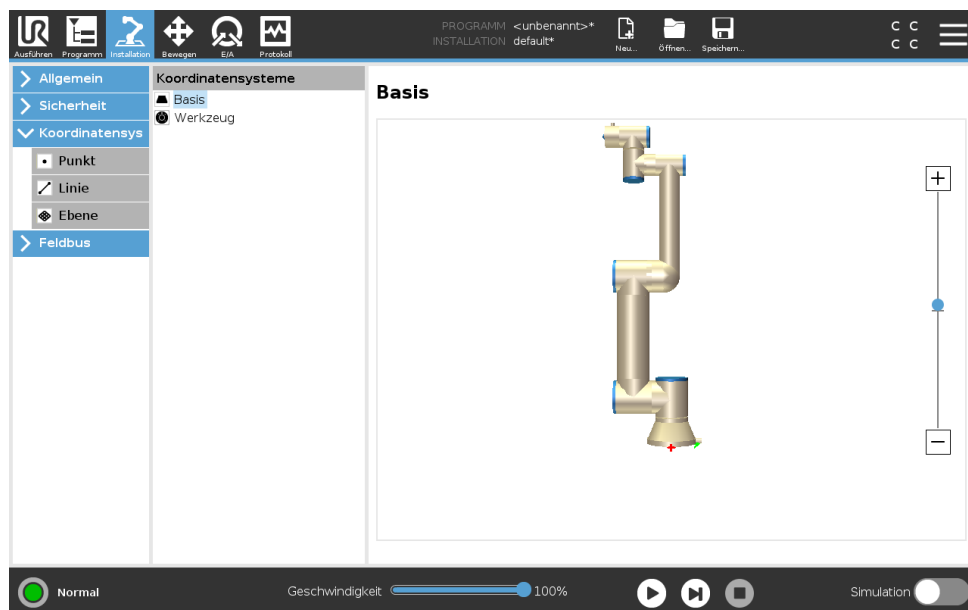 UR
Ausführen
Programm
Installation
Bewegen
E/A
Protokoll
PROGRAMM <unbenannt>*
INSTALLATION default*
Neu...
Öffnen...
Speichern...
C C
C C
Allgemein
Sicherheit
Koordinatensys
Punkt
Linie
Ebene
Feldbus
Koordinatensysteme
Basis
Werkzeug
Basis
Normal
Geschwindigkeit
100%
Simulation